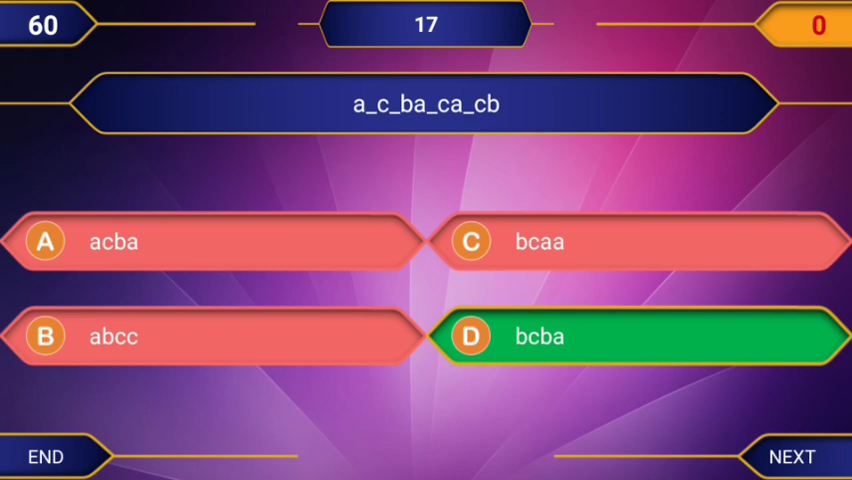 60
17
0
a_c_ba_ca_cb
A acba
C bcaa
B abcc
D bcba
END
NEXT